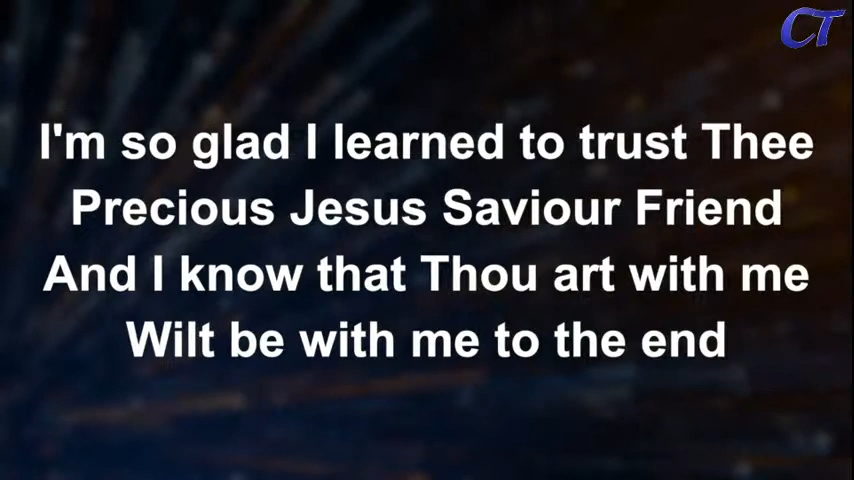 CT
I'm so glad I learned to trust Thee
Precious Jesus Saviour Friend
And I know that Thou art with me
Wilt be with me to the end